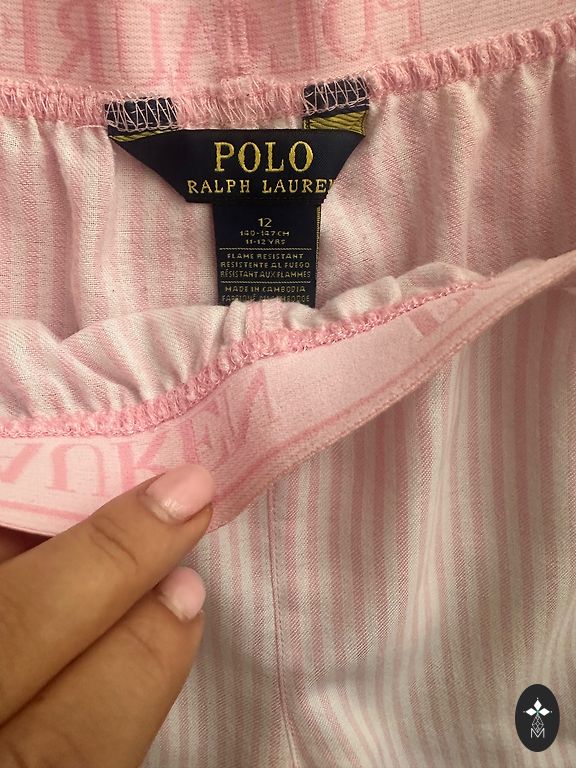 POLO
RALPH LAUREN
12
140-147 CM
11-12 YRS
FLAME RESISTANT
RESISTENTE AL FUEGO
RÉSISTANT AUX FLAMMES
MADE IN CAMBODIA